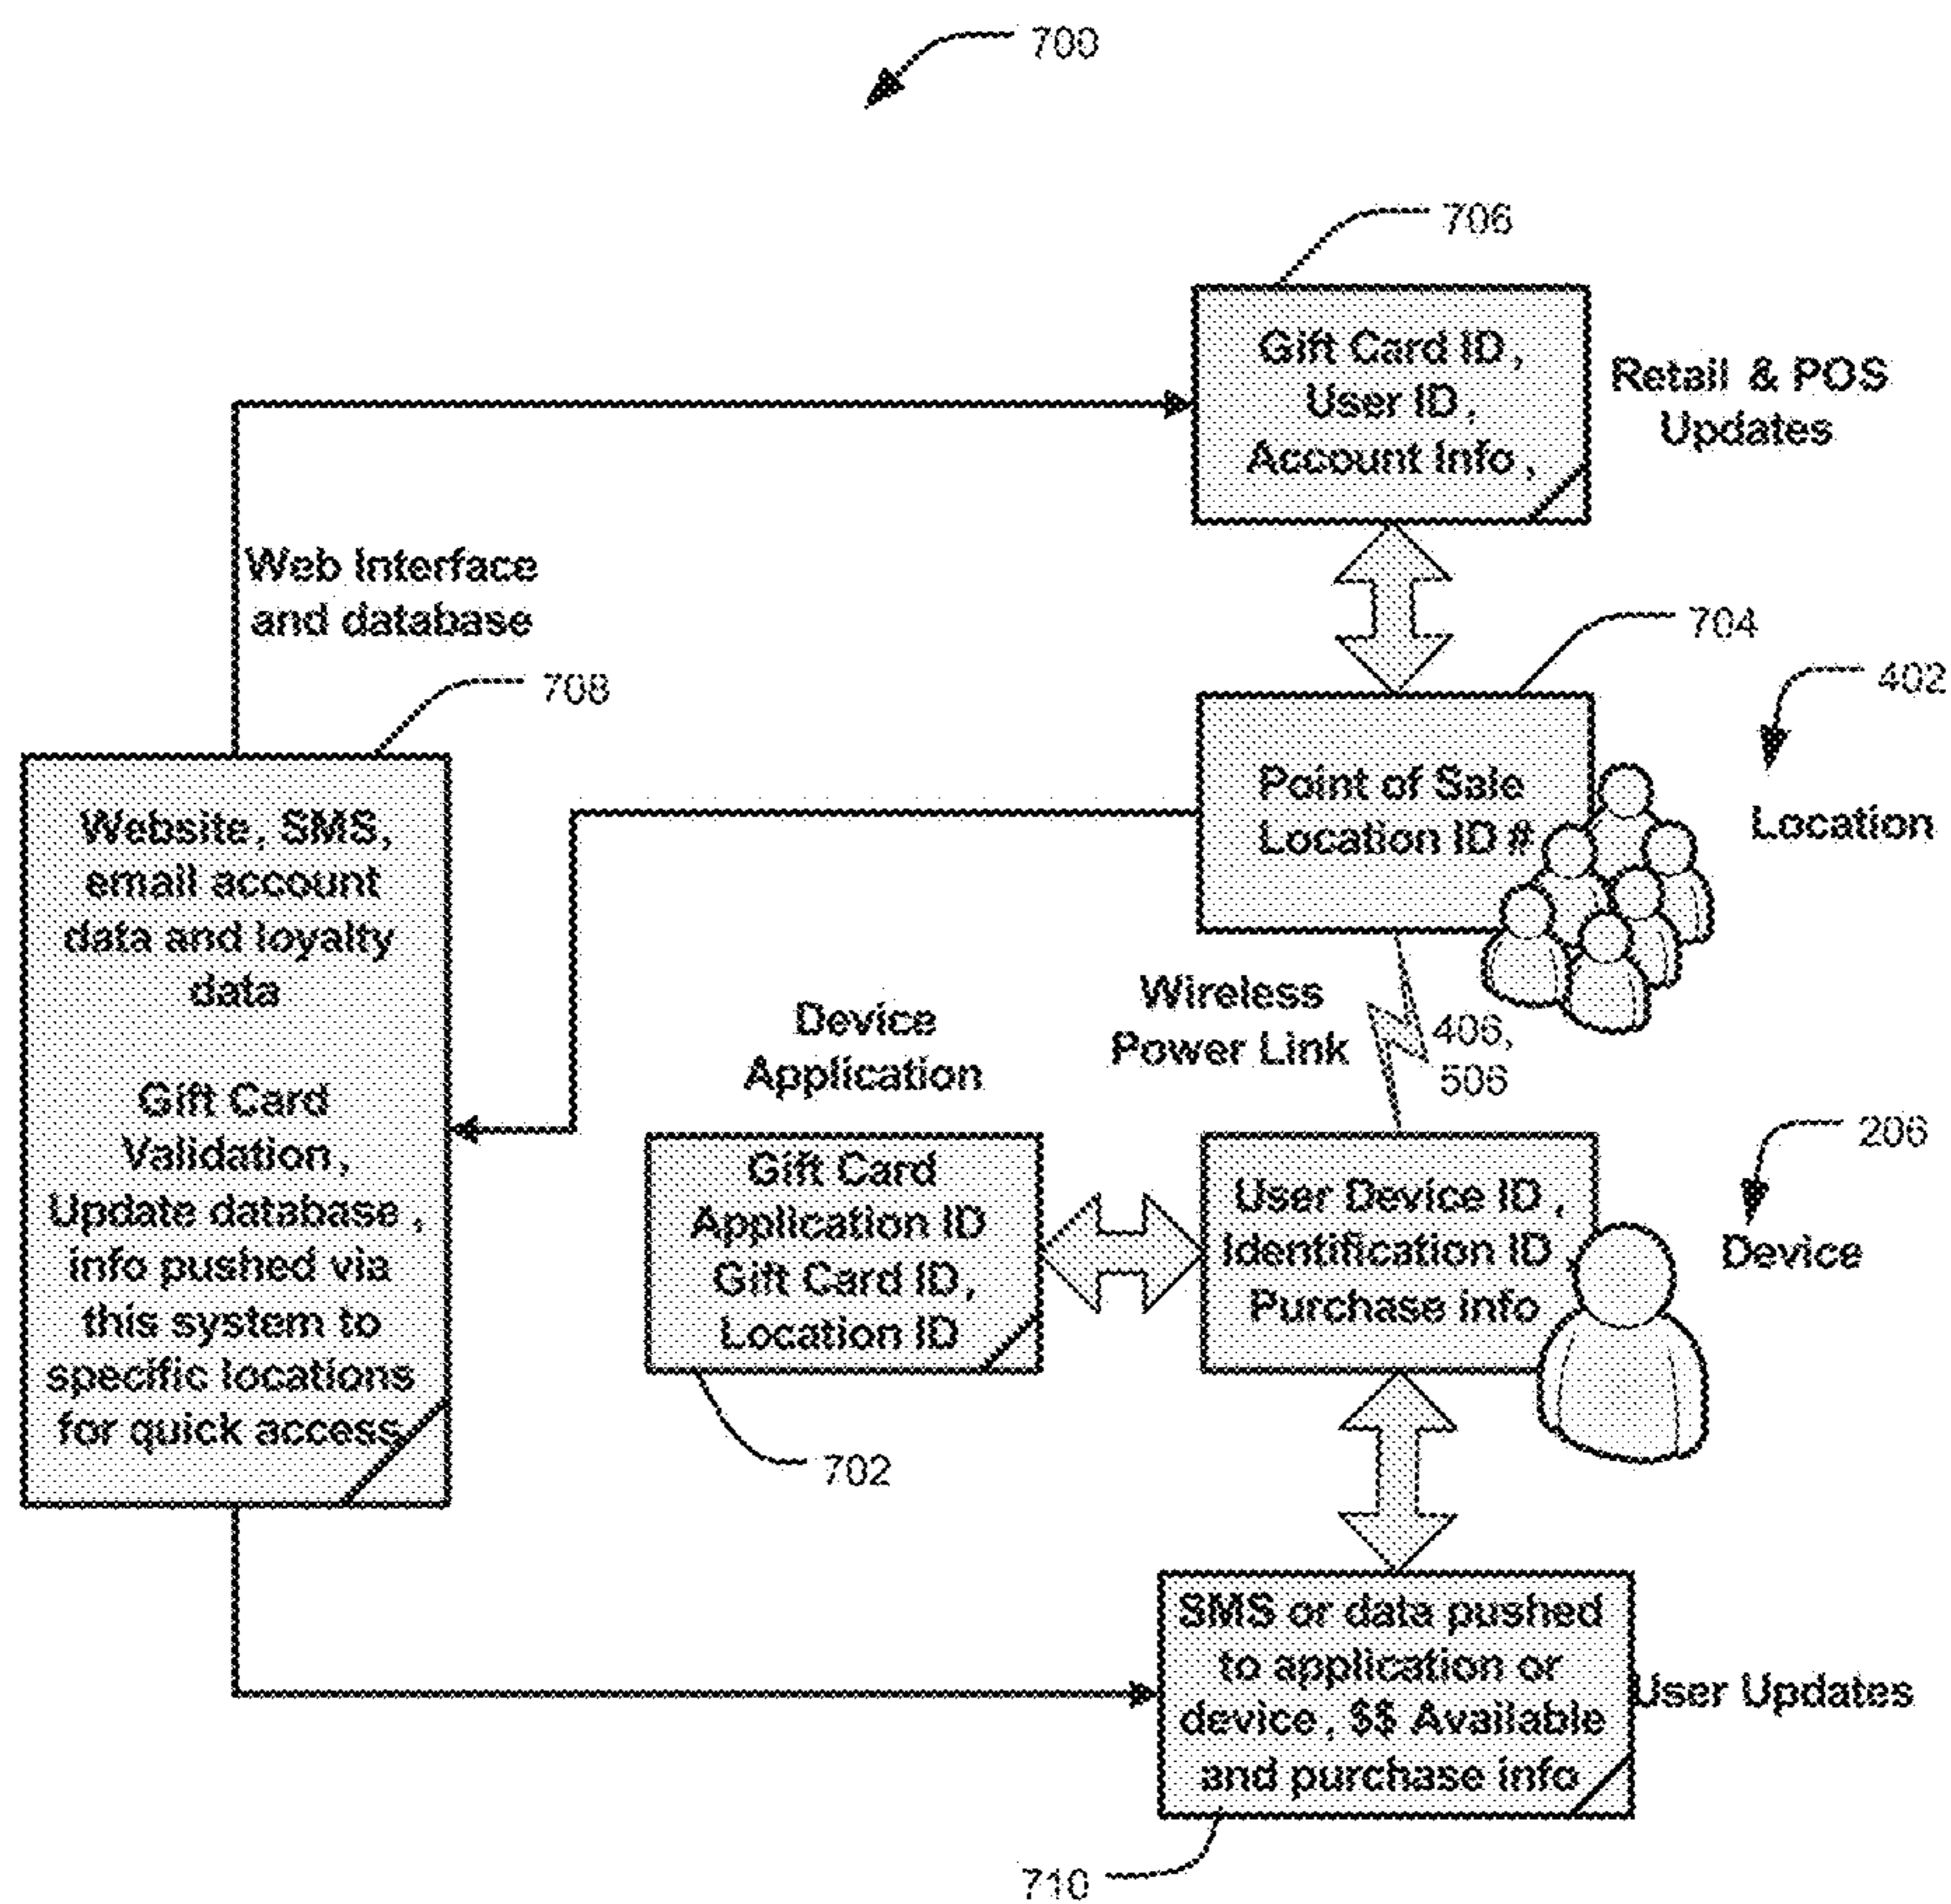 700
706
Gift Card ID,
User ID,
Account Info,
Retail & POS
Updates
Web Interface
and database
704
402
708
Point of Sale
Location ID #
Location
Website, SMS,
email account
data and loyalty
data
Gift Card
Validation,
Update database,
info pushed via
this system to
specific locations
for quick access
Wireless
Power Link
406,
506
Device
Application
206
Gift Card
Application ID
Gift Card ID,
Location ID
User Device ID,
Identification ID
Purchase info
Device
702
SMS or data pushed
to application or
device, $$ Available
and purchase info
User Updates
710